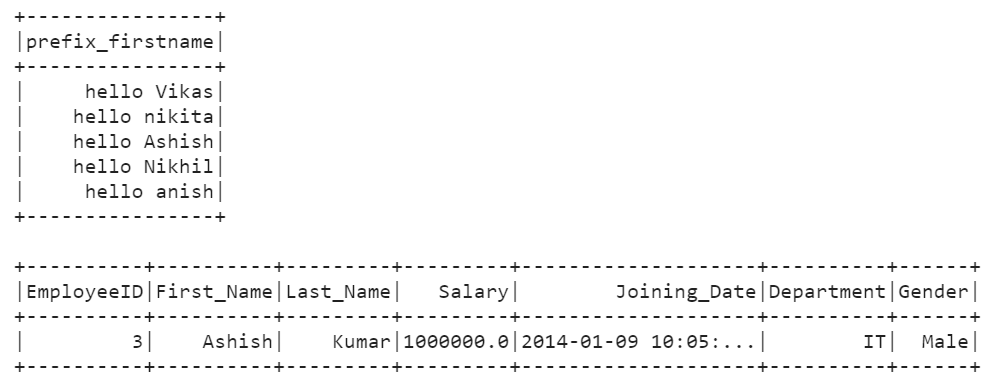 +----------------+
|prefix_firstname|
+----------------+
|     hello Vikas|
|    hello nikita|
|    hello Ashish|
|    hello Nikhil|
|     hello anish|
+----------------+
+----------+----------+---------+---------+--------------------+----------+------+
|EmployeeID|First_Name|Last_Name|   Salary|        Joining_Date|Department|Gender|
+----------+----------+---------+---------+--------------------+----------+------+
|         3|    Ashish|    Kumar|1000000.0|2014-01-09 10:05:...|        IT|  Male|
+----------+----------+---------+---------+--------------------+----------+------+